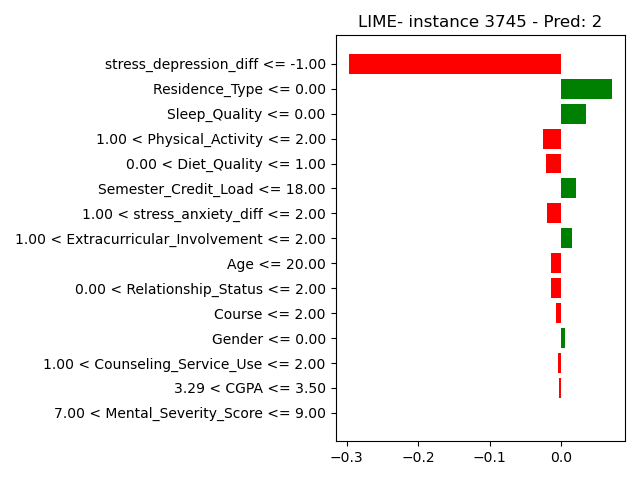 LIME- instance 3745 - Pred: 2
stress_depression_diff <= -1.00
Residence_Type <= 0.00
Sleep_Quality <= 0.00
1.00 < Physical_Activity <= 2.00
0.00 < Diet_Quality <= 1.00
Semester_Credit_Load <= 18.00
1.00 < stress_anxiety_diff <= 2.00
1.00 < Extracurricular_Involvement <= 2.00
Age <= 20.00
0.00 < Relationship_Status <= 2.00
Course <= 2.00
Gender <= 0.00
1.00 < Counseling_Service_Use <= 2.00
3.29 < CGPA <= 3.50
7.00 < Mental_Severity_Score <= 9.00
−0.3 −0.2 −0.1 0.0